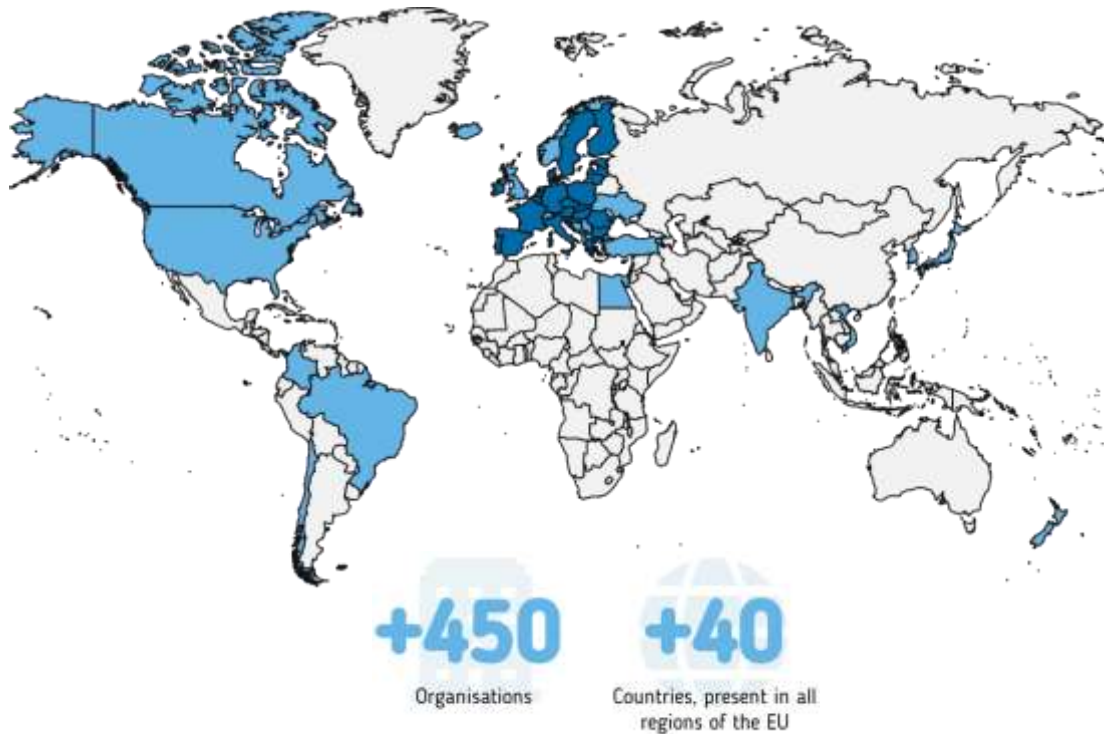 +450
+40
Organisations
Countries, present in all
regions of the EU